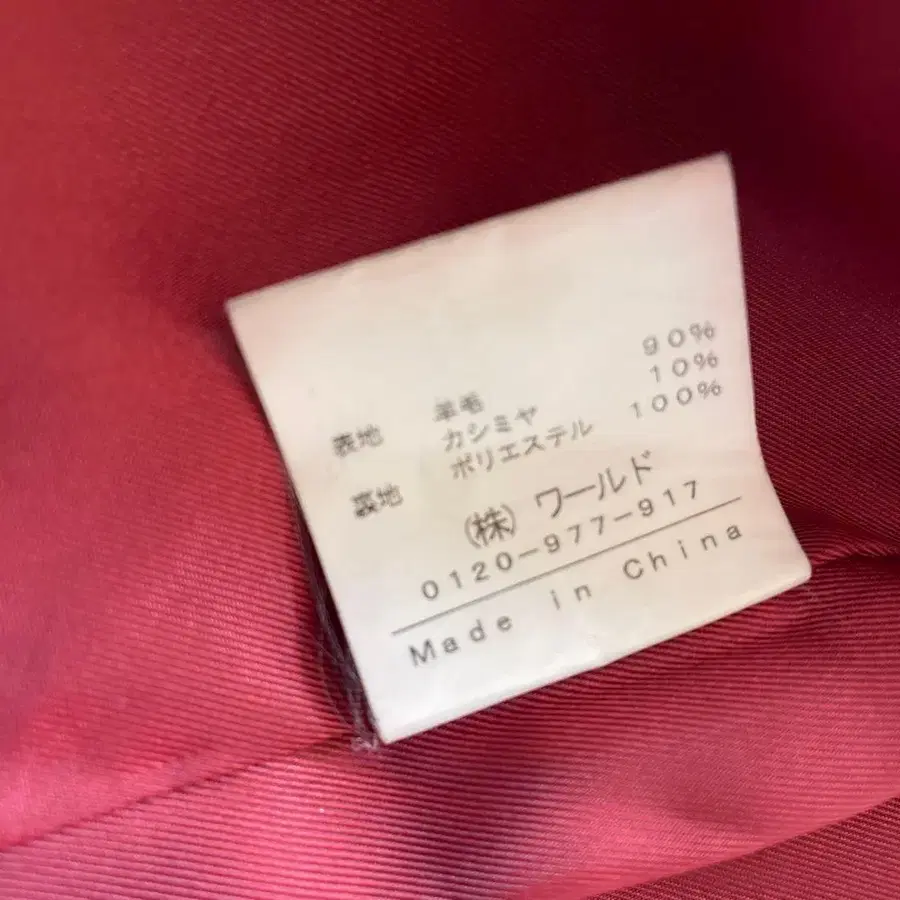 表地 羊毛 90%
カシミヤ 10%
裏地 ポリエステル 100%
(株) ワールド
0120-977-917
Made in China